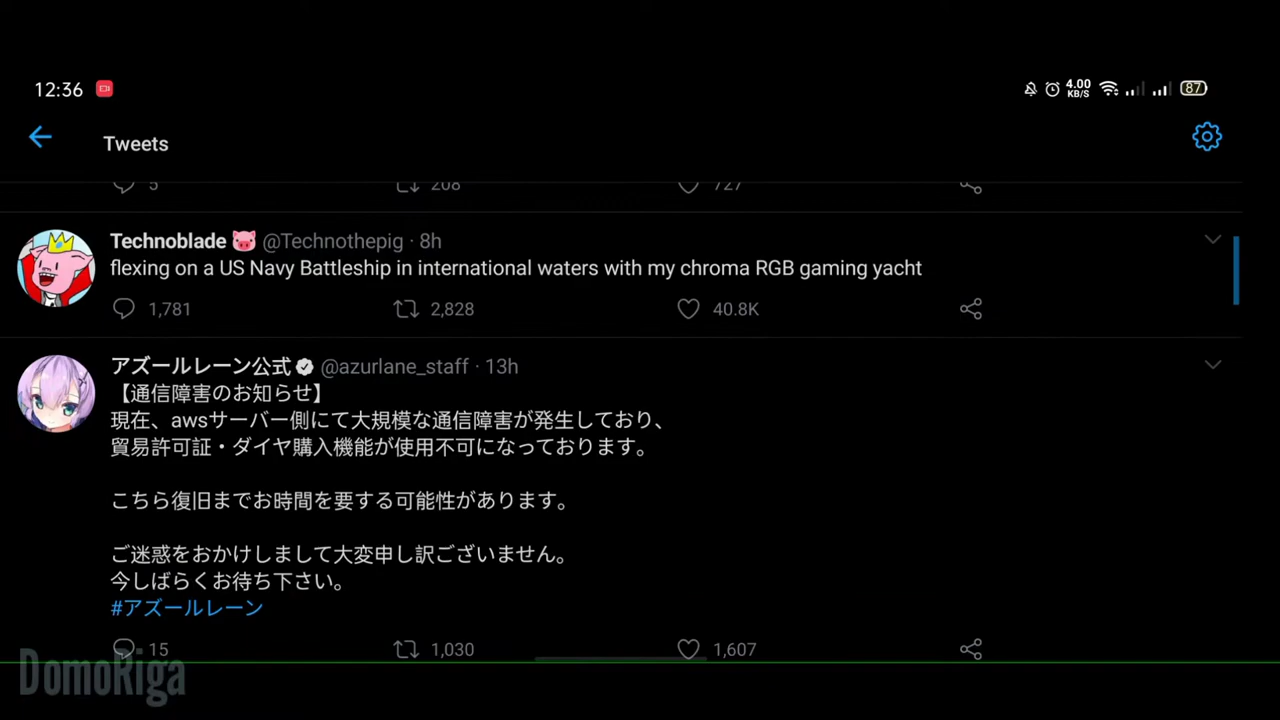 12:36 4.00 KB/S 87
Tweets
5 208 727
Technoblade🐷 @Technothepig · 8h
flexing on a US Navy Battleship in international waters with my chroma RGB gaming yacht
1,781 2,828 40.8K
アズールレーン公式 @azurlane_staff · 13h
【通信障害のお知らせ】
現在、awsサーバー側にて大規模な通信障害が発生しており、
貿易許可証・ダイヤ購入機能が使用不可になっております。
こちら復旧までお時間を要する可能性があります。
ご迷惑をおかけしまして大変申し訳ございません。
今しばらくお待ち下さい。
#アズールレーン
15 1,030 1,607
DomoRiga